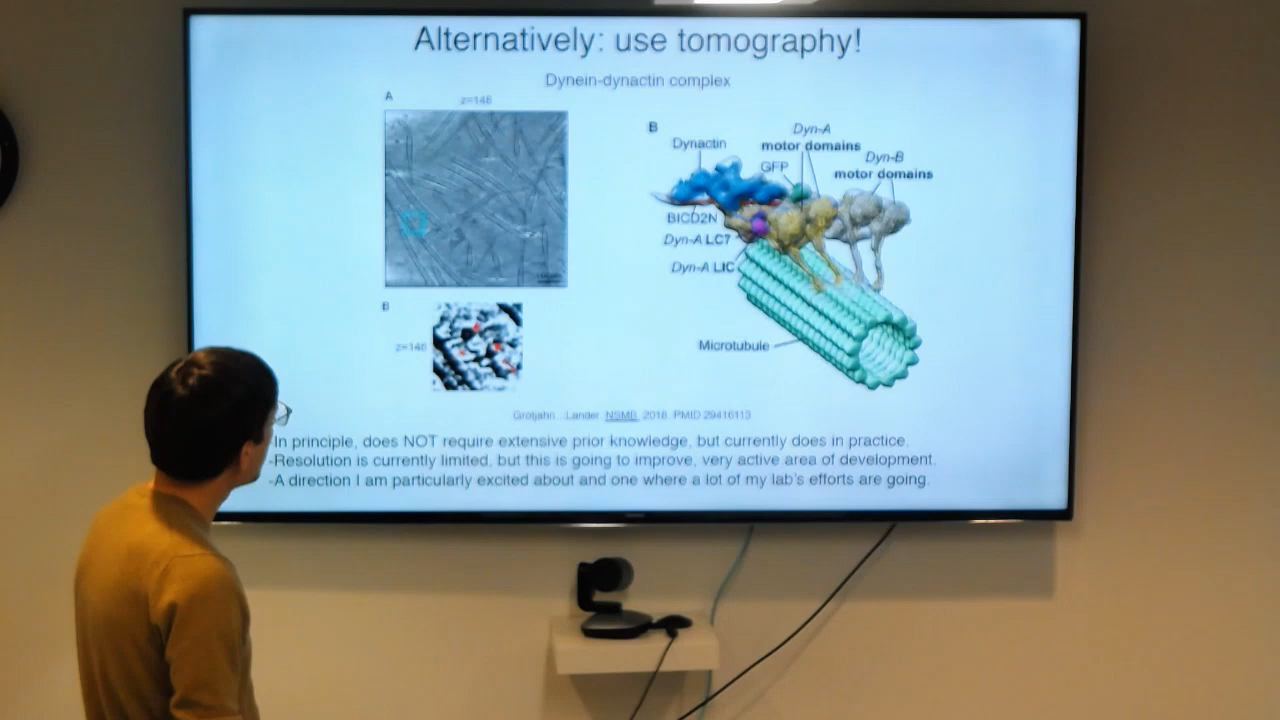 Alternatively: use tomography!
Dynein-dynactin complex
A
z=148
B
z=148
B
Dynactin
Dyn-A
motor domains
GFP
Dyn-B
motor domains
BICD2N
Dyn-A LC7
Dyn-A LIC
Microtubule
Grotjahn...Lander. NSMB. 2018. PMID 29416113
-In principle, does NOT require extensive prior knowledge, but currently does in practice.
-Resolution is currently limited, but this is going to improve, very active area of development.
-A direction I am particularly excited about and one where a lot of my lab's efforts are going.